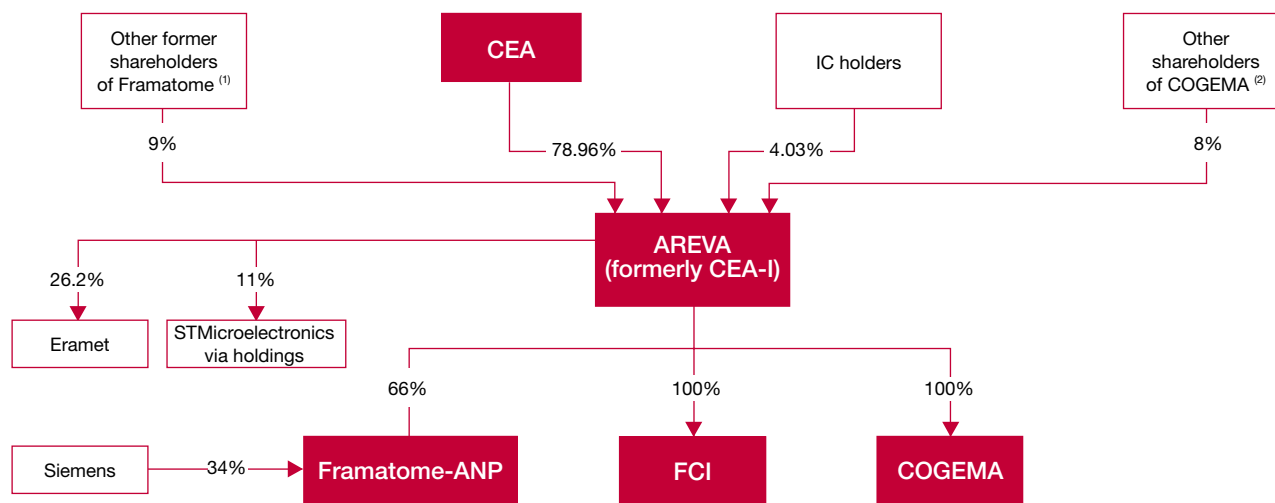 Other former
shareholders
of Framatome (1)
CEA
IC holders
Other
shareholders
of COGEMA (2)
9%
78.96%
4.03%
8%
AREVA
(formerly CEA-I)
26.2%
11%
Eramet
STMicroelectronics
via holdings
66%
100%
100%
Siemens
34%
Framatome-ANP
FCI
COGEMA